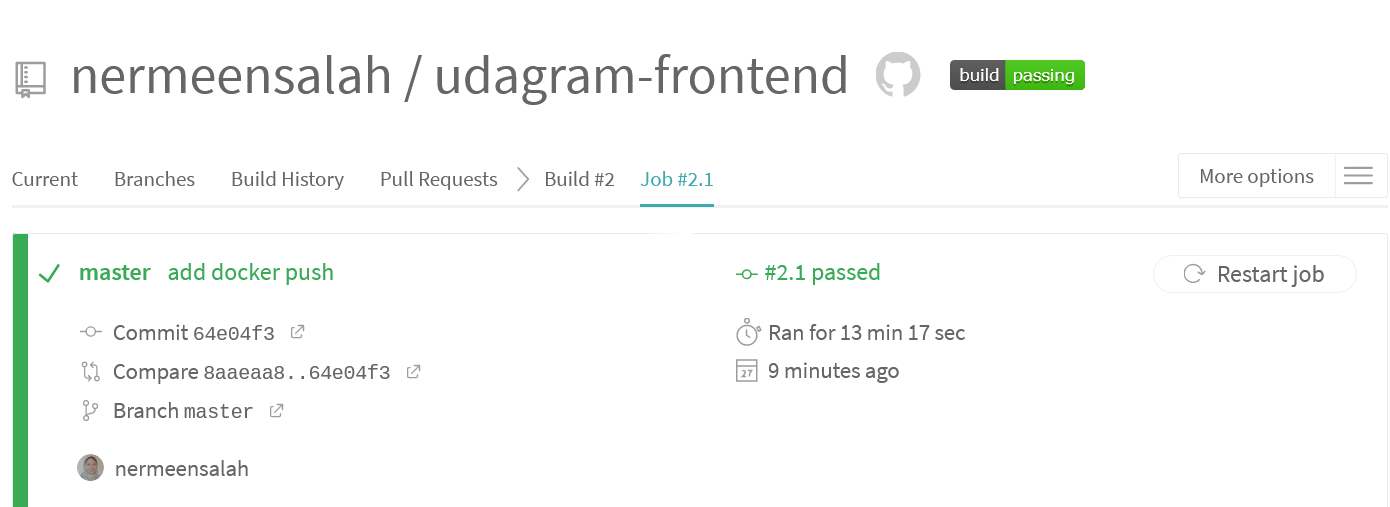 nermeensalah / udagram-frontend build passing
Current Branches Build History Pull Requests Build #2 Job #2.1 More options
master add docker push #2.1 passed Restart job
Commit 64e04f3 Ran for 13 min 17 sec
Compare 8aaeaa8..64e04f3 27 9 minutes ago
Branch master
nermeensalah